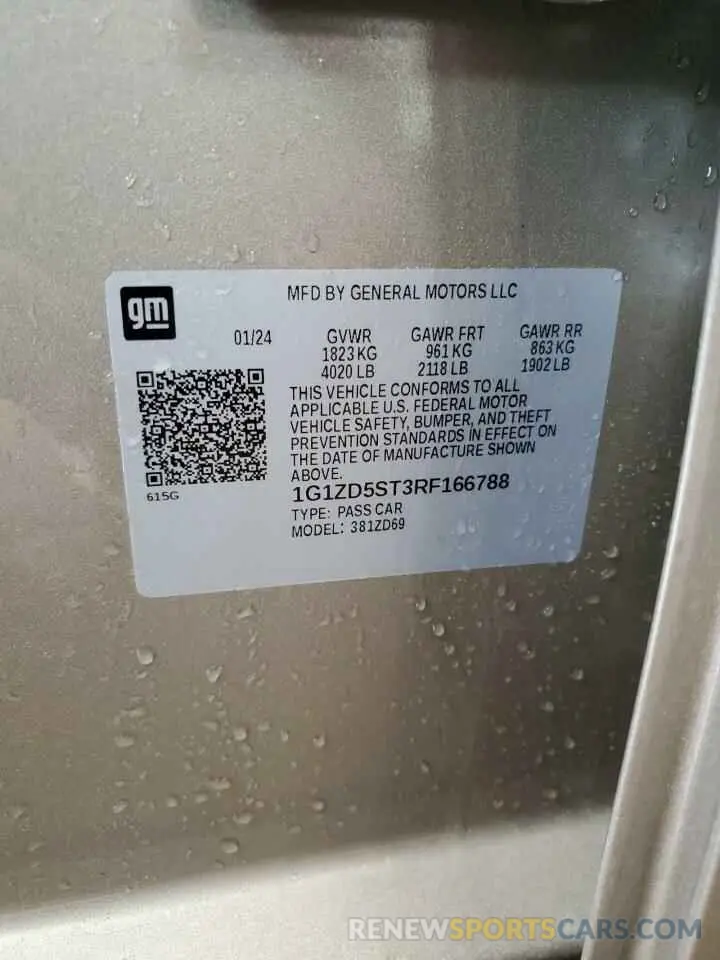 gm
MFD BY GENERAL MOTORS LLC
01/24 GVWR GAWR FRT GAWR RR
1823 KG 961 KG 863 KG
4020 LB 2118 LB 1902 LB
THIS VEHICLE CONFORMS TO ALL
APPLICABLE U.S. FEDERAL MOTOR
VEHICLE SAFETY, BUMPER, AND THEFT
PREVENTION STANDARDS IN EFFECT ON
THE DATE OF MANUFACTURE SHOWN
ABOVE.
615G
1G1ZD5ST3RF166788
TYPE: PASS CAR
MODEL: 381ZD69
RENEWSPORTSCARS.COM